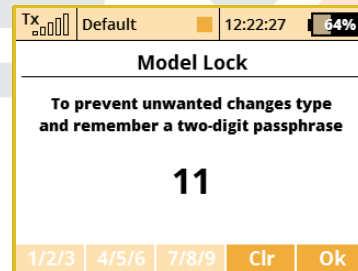 Tx Default 12:22:27 64%
Model Lock
To prevent unwanted changes type
and remember a two-digit passphrase
11
1/2/3 4/5/6 7/8/9 Clr Ok